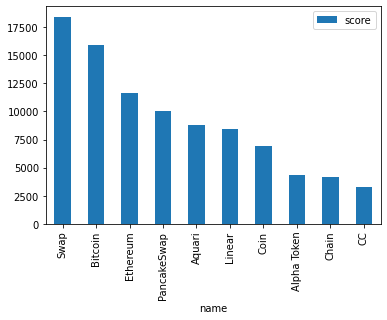 score
17500
15000
12500
10000
7500
5000
2500
0
Swap
Bitcoin
Ethereum
PancakeSwap
Aquari
Linear
Coin
Alpha Token
Chain
CC
name